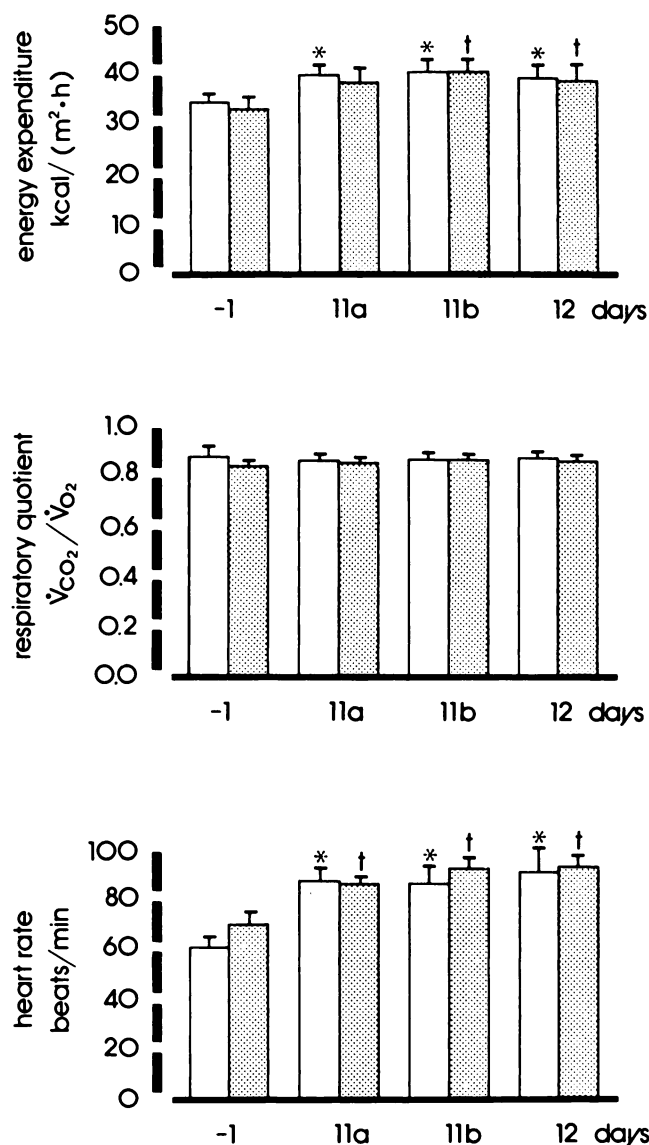 energy expenditure
kcal/(m²·h)
50
40
30
20
10
0
* * † * †
-1 11a 11b 12 days
respiratory quotient
V̇CO₂/V̇O₂
1.0
0.8
0.6
0.4
0.2
0.0
-1 11a 11b 12 days
heart rate
beats/min
100
80
60
40
20
0
* † * † * †
-1 11a 11b 12 days